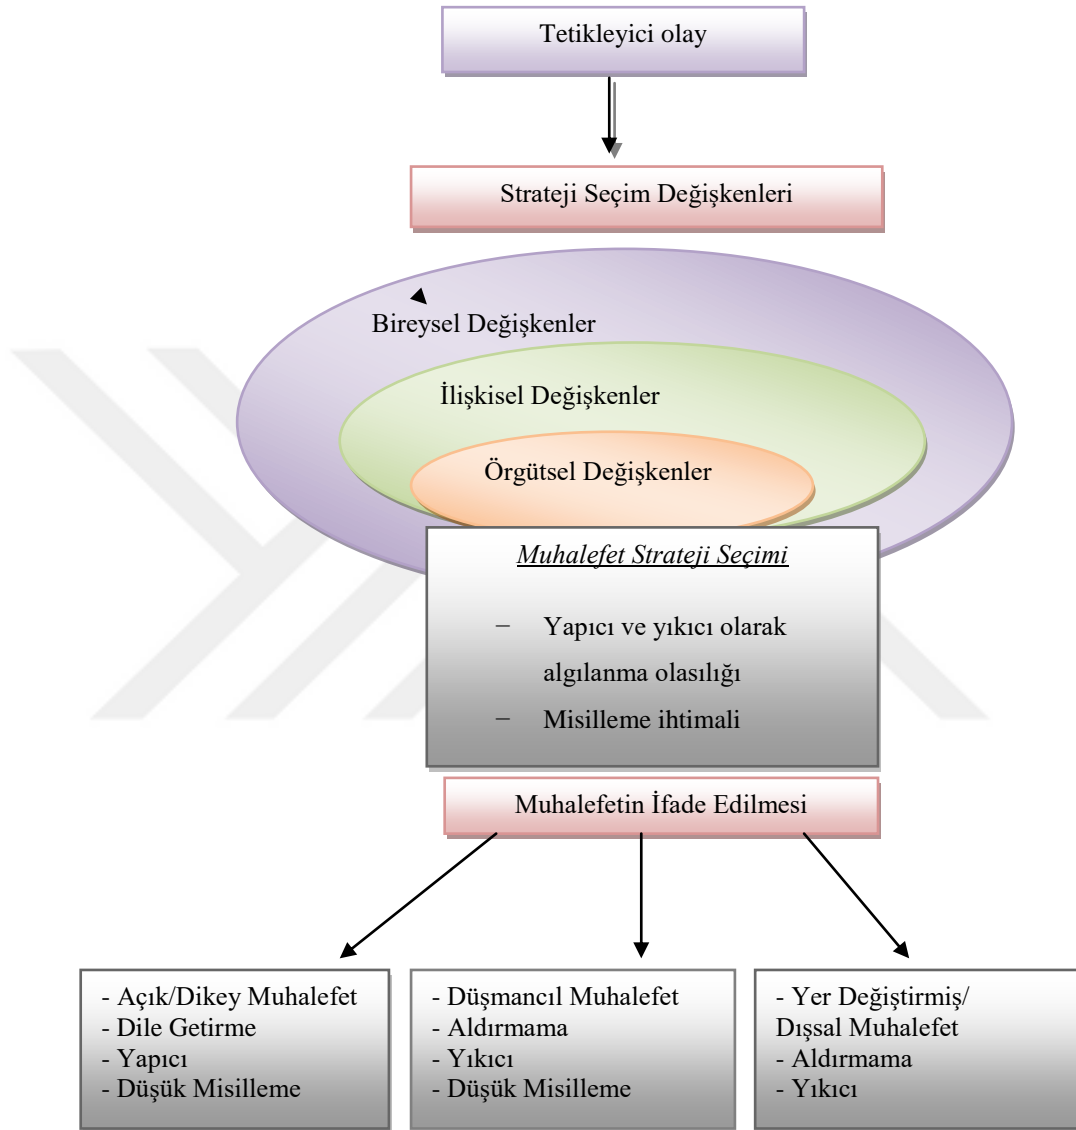 Tetikleyici olay
Strateji Seçim Değişkenleri
Bireysel Değişkenler
İlişkisel Değişkenler
Örgütsel Değişkenler
Muhalefet Strateji Seçimi
− Yapıcı ve yıkıcı olarak
algılanma olasılığı
− Misilleme ihtimali
Muhalefetin İfade Edilmesi
- Açık/Dikey Muhalefet
- Dile Getirme
- Yapıcı
- Düşük Misilleme
- Düşmancıl Muhalefet
- Aldırmama
- Yıkıcı
- Düşük Misilleme
- Yer Değiştirmiş/
Dışsal Muhalefet
- Aldırmama
- Yıkıcı